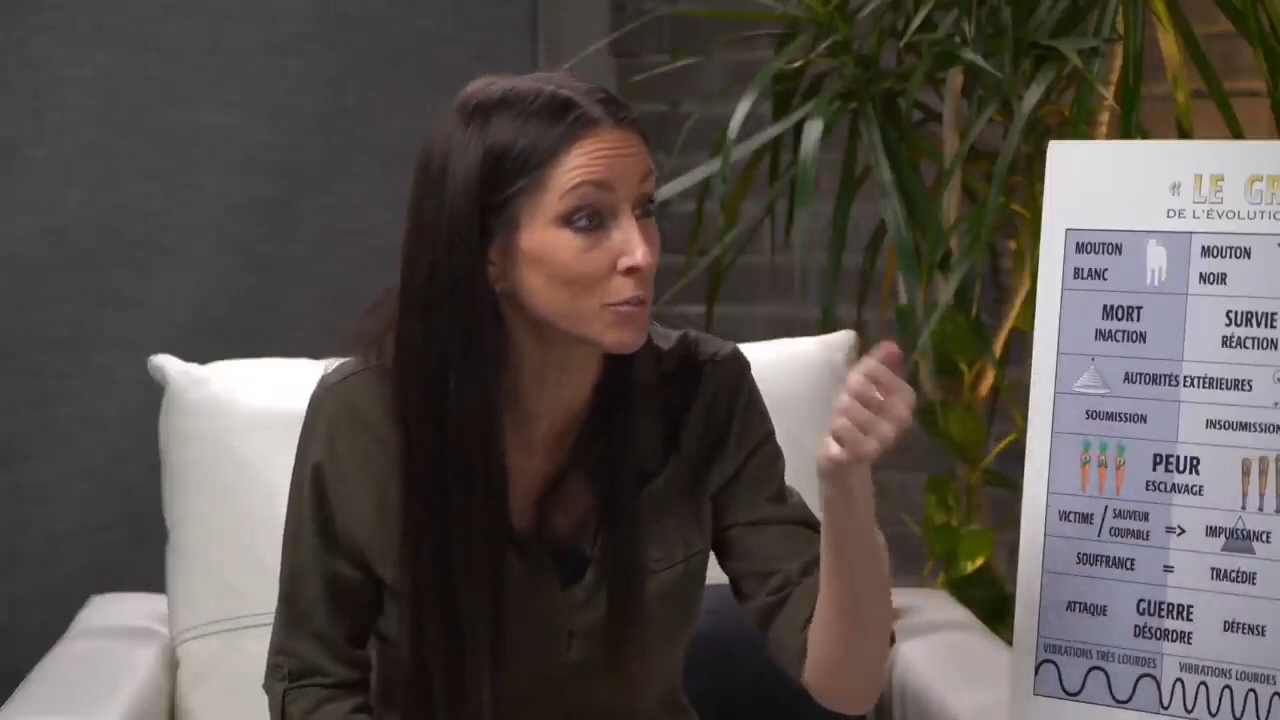 « LE GR
DE L'ÉVOLUTIO
MOUTON
BLANC
MOUTON
NOIR
MORT
INACTION
SURVIE
RÉACTION
AUTORITÉS EXTÉRIEURES
SOUMISSION
INSOUMISSION
P A P
PEUR
ESCLAVAGE
VICTIME / SAUVEUR
COUPABLE
=> IMPUISSANCE
SOUFFRANCE = TRAGÉDIE
ATTAQUE
GUERRE
DÉSORDRE
DÉFENSE
VIBRATIONS TRÈS LOURDES
VIBRATIONS LOURDES